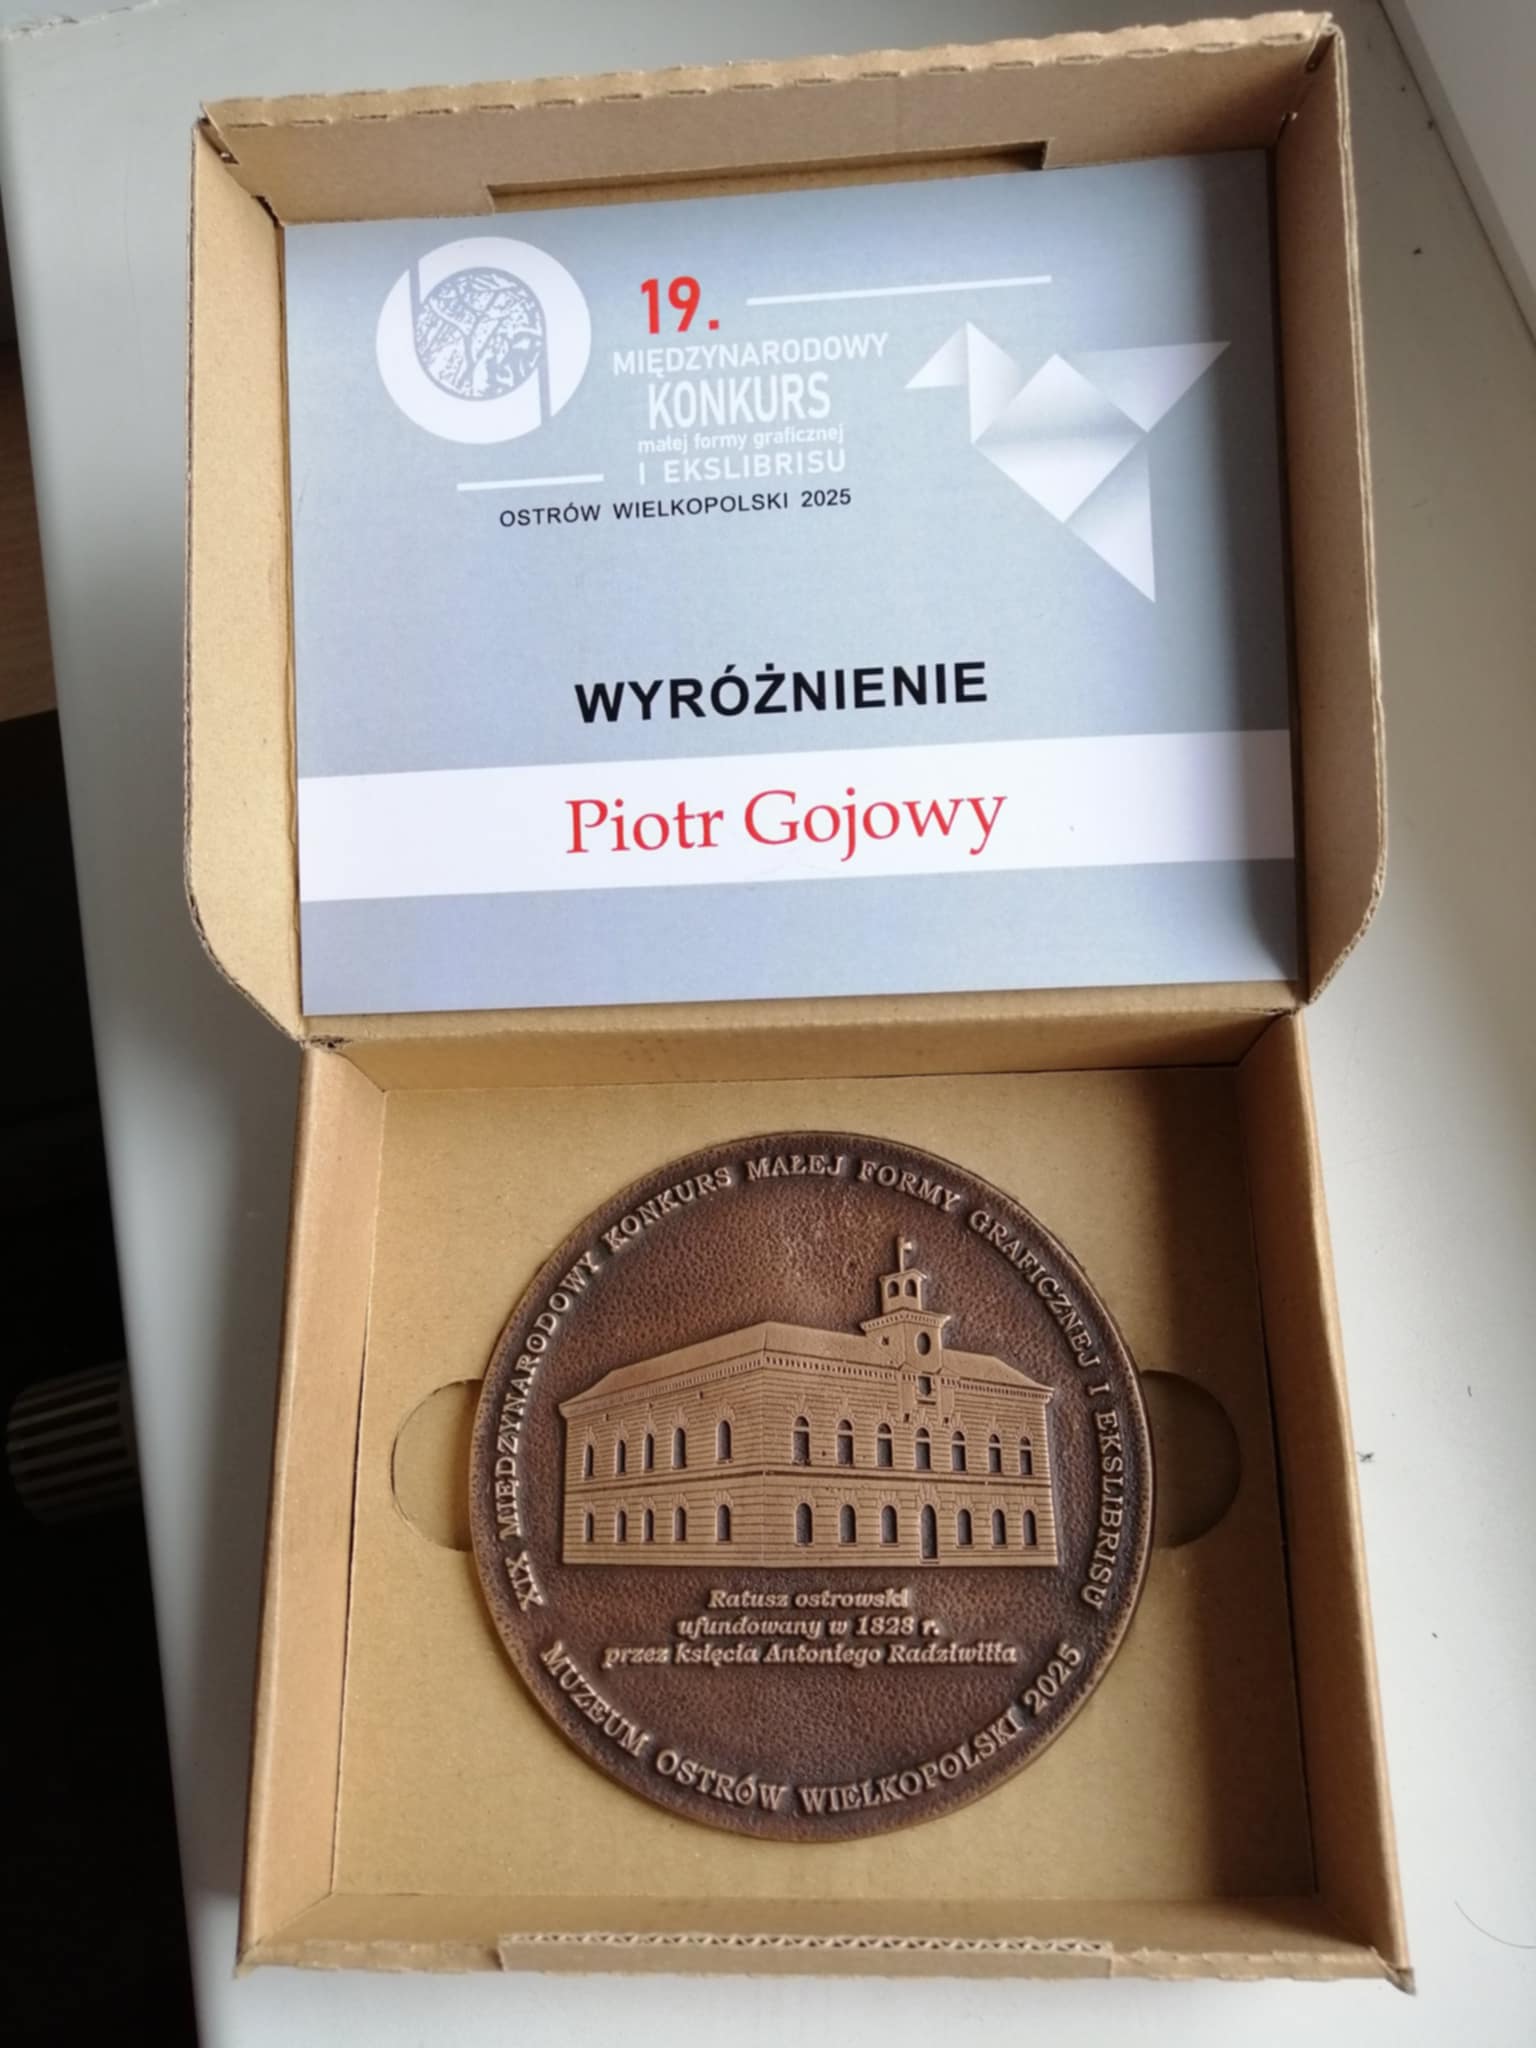 19.
MIĘDZYNARODOWY
KONKURS
małej formy graficznej
I EKSLIBRISU
OSTRÓW WIELKOPOLSKI 2025
WYRÓŻNIENIE
Piotr Gojowy
XIX MIĘDZYNARODOWY KONKURS MAŁEJ FORMY GRAFICZNEJ I EKSLIBRISU
Ratusz ostrowski
ufundowany w 1828 r.
przez księcia Antoniego Radziwiłła
MUZEUM OSTRÓW WIELKOPOLSKI 2025